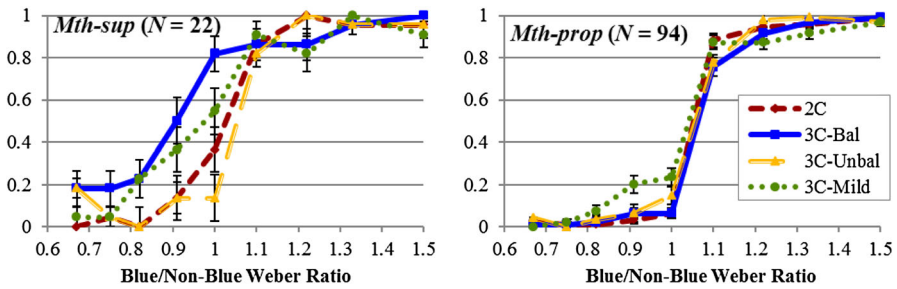 Mth-sup (N = 22)
1
0.8
0.6
0.4
0.2
0
0.6 0.7 0.8 0.9 1.0 1.1 1.2 1.3 1.4 1.5
Blue/Non-Blue Weber Ratio
Mth-prop (N = 94)
1
0.8
0.6
0.4
0.2
0
0.6 0.7 0.8 0.9 1 1.1 1.2 1.3 1.4 1.5
Blue/Non-Blue Weber Ratio
2C
3C-Bal
3C-Unbal
3C-Mild